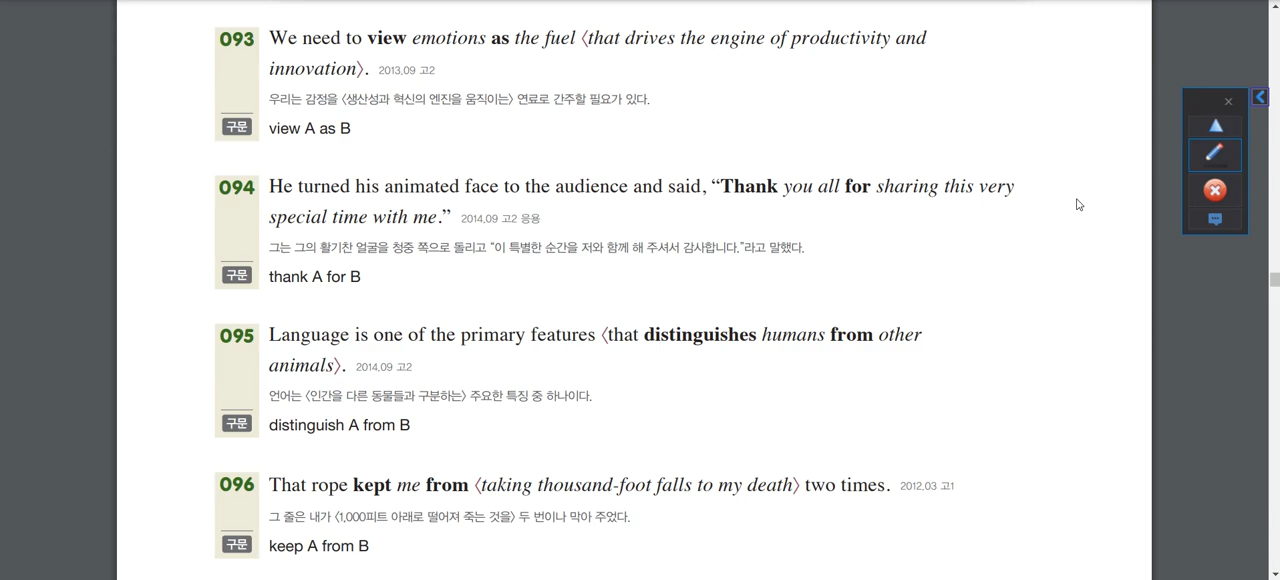 093 We need to view emotions as the fuel 〈that drives the engine of productivity and
innovation〉. 2013.09 고2
우리는 감정을 〈생산성과 혁신의 엔진을 움직이는〉 연료로 간주할 필요가 있다.
구문 view A as B
094 He turned his animated face to the audience and said, “Thank you all for sharing this very
special time with me.” 2014.09 고2 응용
그는 그의 활기찬 얼굴을 청중 쪽으로 돌리고 “이 특별한 순간을 저와 함께 해 주셔서 감사합니다.”라고 말했다.
구문 thank A for B
095 Language is one of the primary features 〈that distinguishes humans from other
animals〉. 2014.09 고2
언어는 〈인간을 다른 동물들과 구분하는〉 주요한 특징 중 하나이다.
구문 distinguish A from B
096 That rope kept me from 〈taking thousand-foot falls to my death〉 two times. 2012.03 고1
그 줄은 내가 〈1,000피트 아래로 떨어져 죽는 것을〉 두 번이나 막아 주었다.
구문 keep A from B